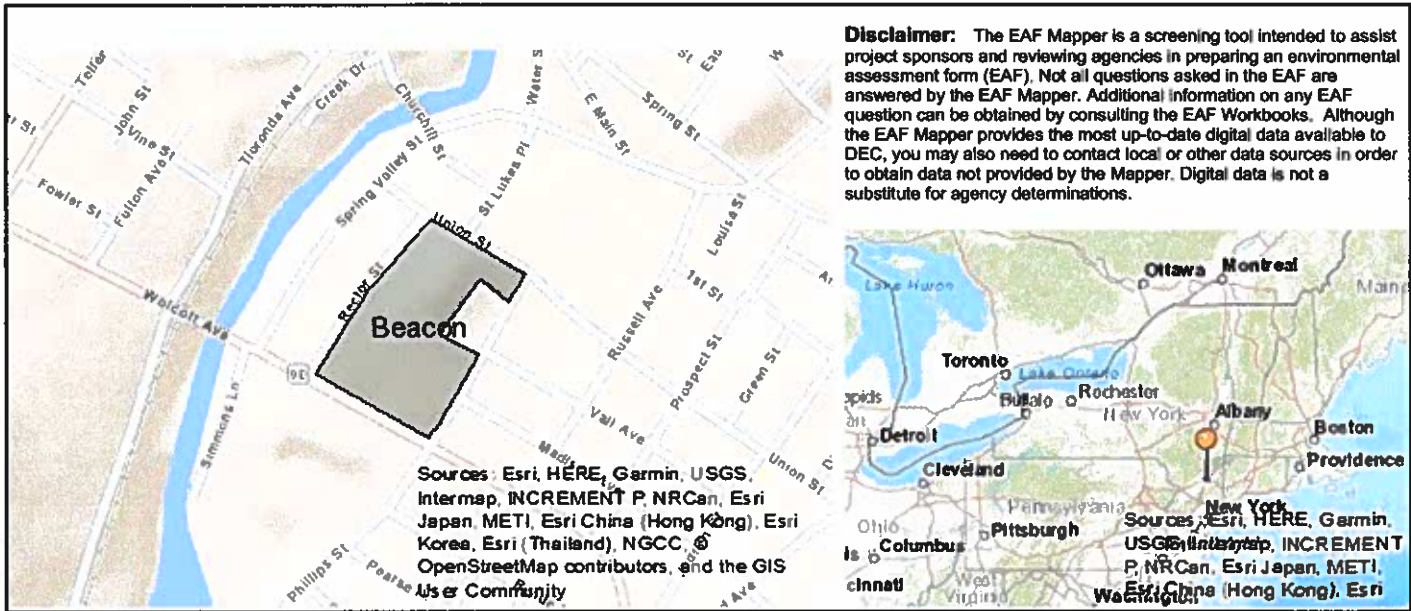 Disclaimer: The EAF Mapper is a screening tool intended to assist
project sponsors and reviewing agencies in preparing an environmental
assessment form (EAF). Not all questions asked in the EAF are
answered by the EAF Mapper. Additional information on any EAF
question can be obtained by consulting the EAF Workbooks. Although
the EAF Mapper provides the most up-to-date digital data available to
DEC, you may also need to contact local or other data sources in order
to obtain data not provided by the Mapper. Digital data is not a
substitute for agency determinations.
Teller
John St
Vine St
Fowler St
Fulton Ave
Tioronda Ave
Creek Dr
Churchill St
Spring Valley St
Water S
St Lukes Pl
E Main St
Spring St
Union St
Rector St
Beacon
Wolcott Ave
9D
Simmons Ln
Louisa St
1st St
Russell Ave
Prospect St
Green St
Vail Ave
Union St
Phillips St
Sources: Esri, HERE, Garmin, USGS,
Intermap, INCREMENT P, NRCan, Esri
Japan, METI, Esri China (Hong Kong), Esri
Korea, Esri (Thailand), NGCC, ©
OpenStreetMap contributors, and the GIS
User Community
Ottawa
Montreal
Lake Huron
Toronto
Lake Ontario
Rochester
Buffalo
New York
Albany
Boston
Providence
Detroit
Cleveland
Pennsylvania
New York
Pittsburgh
Ohio
Columbus
cinnati
West
Virginia
Sources: Esri, HERE, Garmin,
USGS, Intermap, INCREMENT
P, NRCan, Esri Japan, METI,
Esri China (Hong Kong), Esri